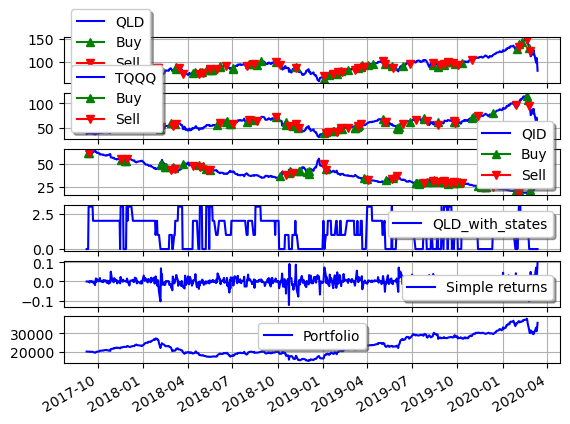 QLD
Buy
Sell
150
100
TQQQ
Buy
Sell
100
50
QID
Buy
Sell
50
25
QLD_with_states
2.5
0.0
Simple returns
0.1
0.0
−0.1
Portfolio
30000
20000
2017-10
2018-01
2018-04
2018-07
2018-10
2019-01
2019-04
2019-07
2019-10
2020-01
2020-04